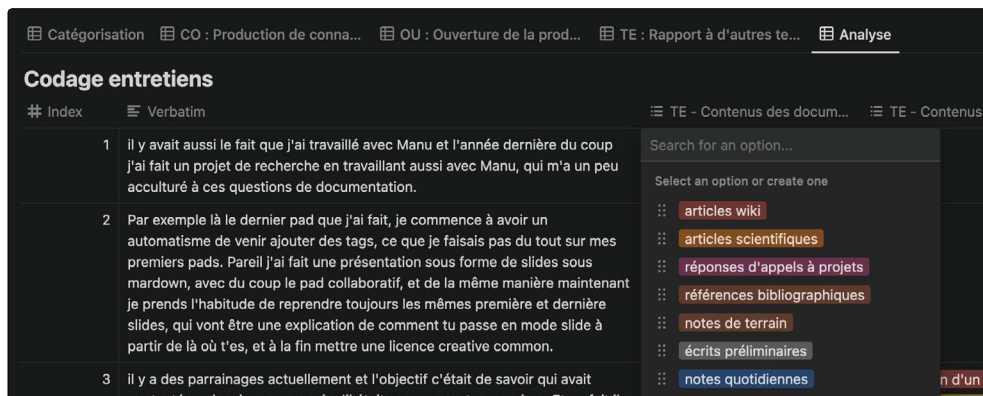 Catégorisation CO : Production de conna... OU : Ouverture de la prod... TE : Rapport à d'autres te... Analyse
Codage entretiens
# Index Verbatim TE - Contenus des docum... TE - Contenus
1 il y avait aussi le fait que j'ai travaillé avec Manu et l'année dernière du coup
j'ai fait un projet de recherche en travaillant aussi avec Manu, qui m'a un peu
acculturé à ces questions de documentation.
2 Par exemple là le dernier pad que j'ai fait, je commence à avoir un
automatisme de venir ajouter des tags, ce que je faisais pas du tout sur mes
premiers pads. Pareil j'ai fait une présentation sous forme de slides sous
mardown, avec du coup le pad collaboratif, et de la même manière maintenant
je prends l'habitude de reprendre toujours les mêmes première et dernière
slides, qui vont être une explication de comment tu passe en mode slide à
partir de là où t'es, et à la fin mettre une licence creative common.
3 il y a des parrainages actuellement et l'objectif c'était de savoir qui avait
Search for an option...
Select an option or create one
articles wiki
articles scientifiques
réponses d'appels à projets
références bibliographiques
notes de terrain
écrits préliminaires
notes quotidiennes
n d'un